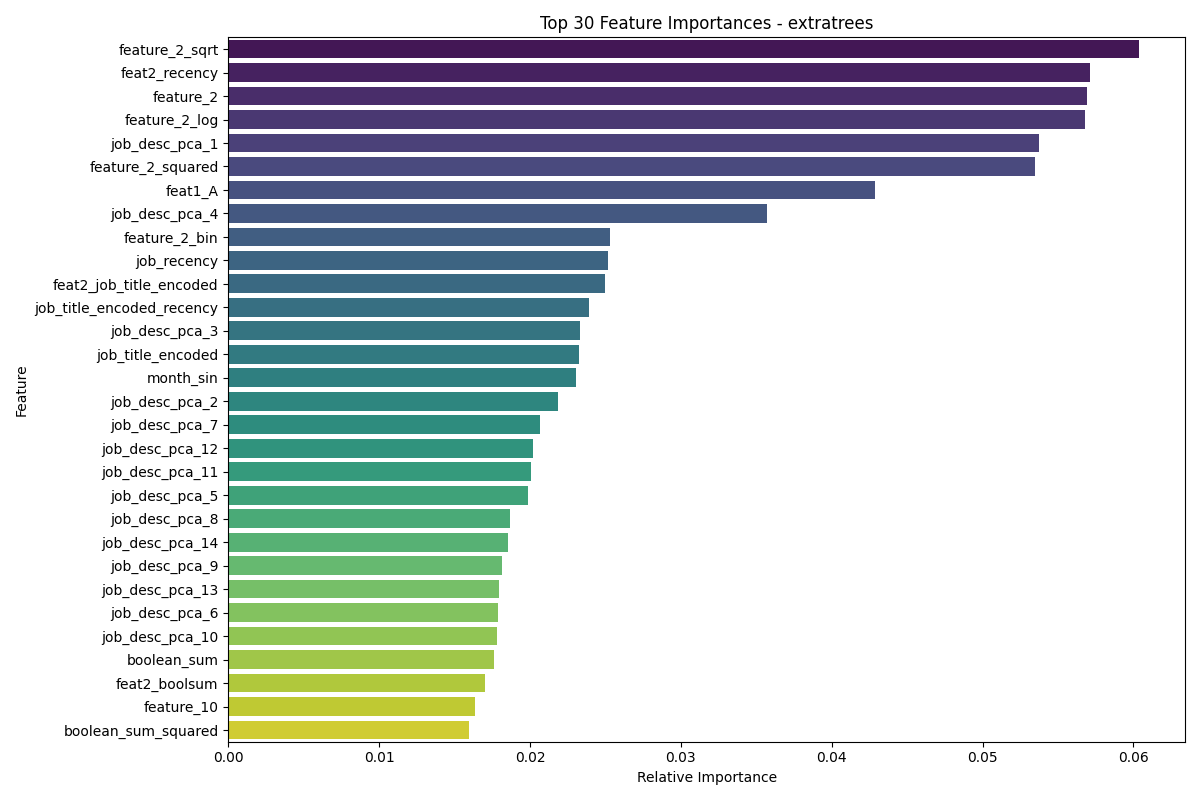 Top 30 Feature Importances - extratrees
feature_2_sqrt
feat2_recency
feature_2
feature_2_log
job_desc_pca_1
feature_2_squared
feat1_A
job_desc_pca_4
feature_2_bin
job_recency
feat2_job_title_encoded
job_title_encoded_recency
job_desc_pca_3
job_title_encoded
month_sin
job_desc_pca_2
job_desc_pca_7
job_desc_pca_12
job_desc_pca_11
job_desc_pca_5
job_desc_pca_8
job_desc_pca_14
job_desc_pca_9
job_desc_pca_13
job_desc_pca_6
job_desc_pca_10
boolean_sum
feat2_boolsum
feature_10
boolean_sum_squared
Feature
0.00 0.01 0.02 0.03 0.04 0.05 0.06
Relative Importance